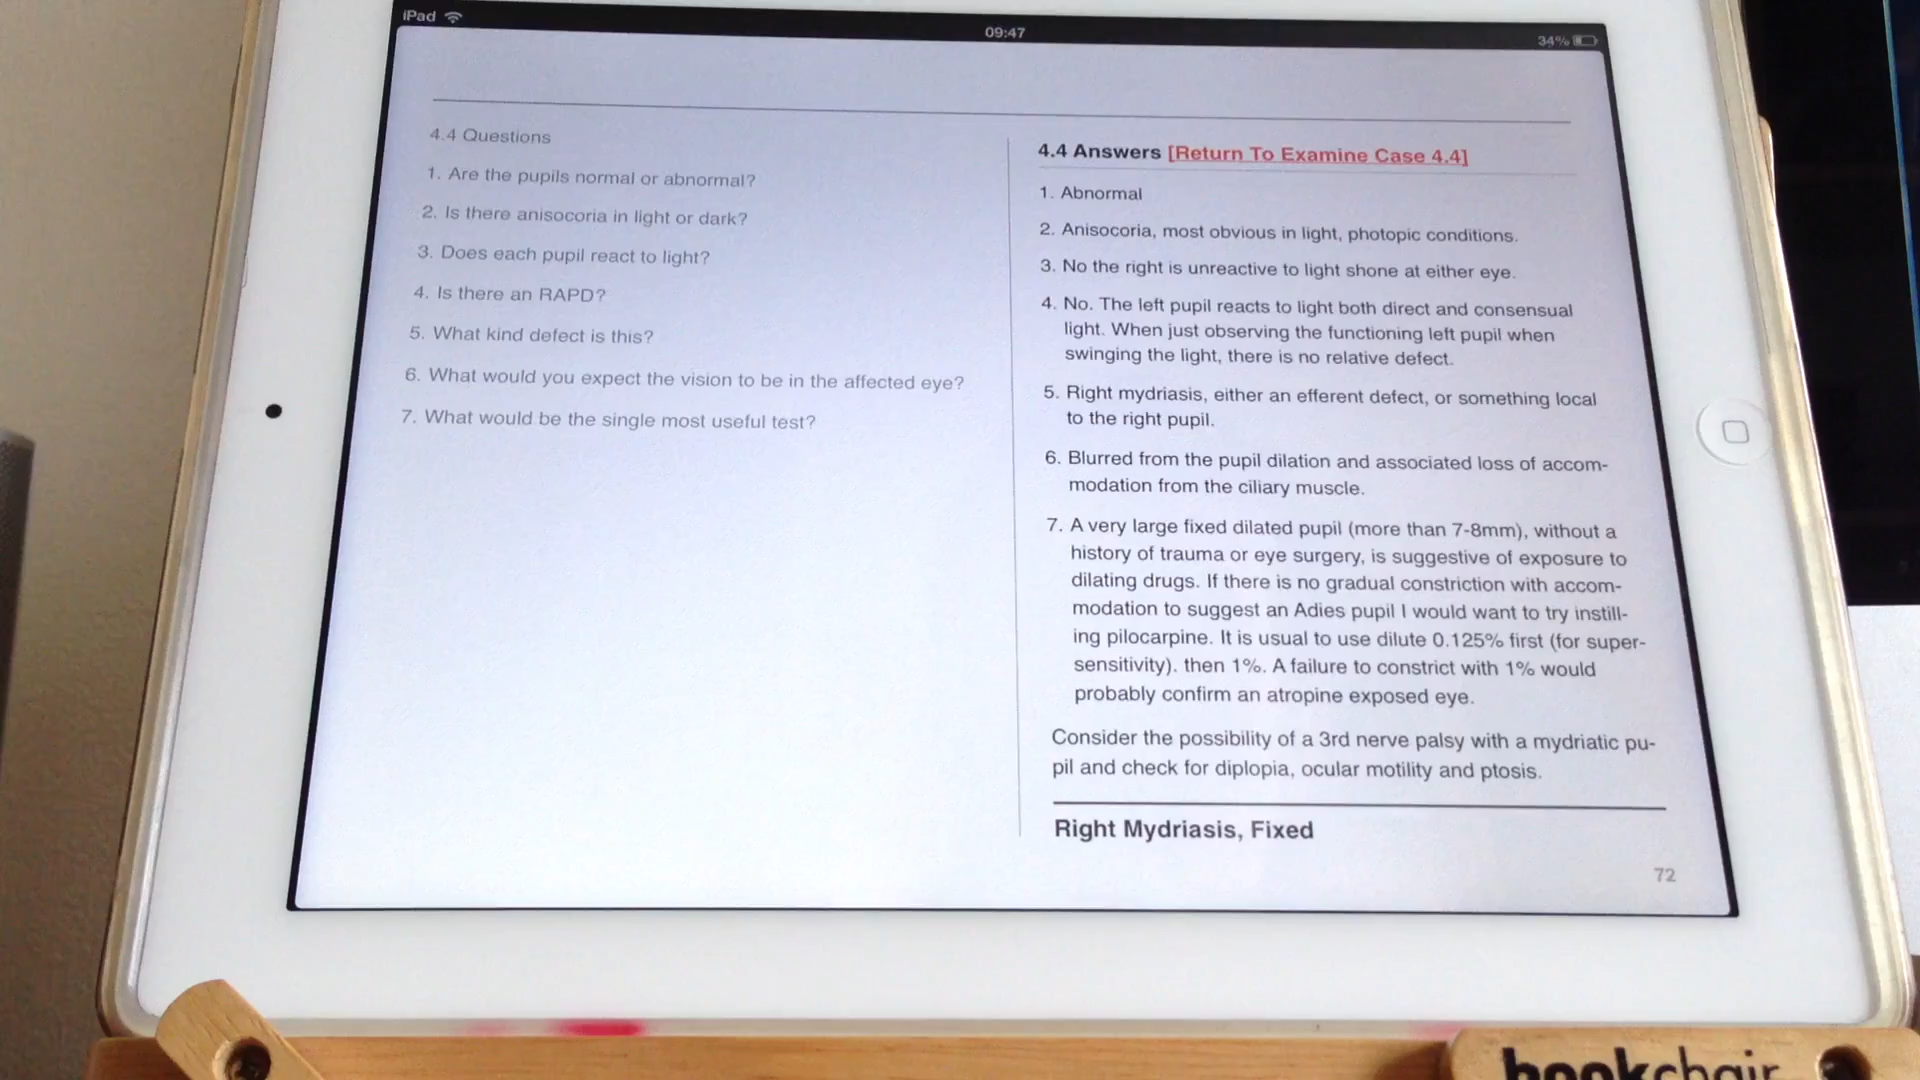 iPad
09:47
34%
4.4 Questions
1. Are the pupils normal or abnormal?
2. Is there anisocoria in light or dark?
3. Does each pupil react to light?
4. Is there an RAPD?
5. What kind defect is this?
6. What would you expect the vision to be in the affected eye?
7. What would be the single most useful test?
4.4 Answers [Return To Examine Case 4.4]
1. Abnormal
2. Anisocoria, most obvious in light, photopic conditions.
3. No the right is unreactive to light shone at either eye.
4. No. The left pupil reacts to light both direct and consensual
light. When just observing the functioning left pupil when
swinging the light, there is no relative defect.
5. Right mydriasis, either an efferent defect, or something local
to the right pupil.
6. Blurred from the pupil dilation and associated loss of accom-
modation from the ciliary muscle.
7. A very large fixed dilated pupil (more than 7-8mm), without a
history of trauma or eye surgery, is suggestive of exposure to
dilating drugs. If there is no gradual constriction with accom-
modation to suggest an Adies pupil I would want to try instill-
ing pilocarpine. It is usual to use dilute 0.125% first (for super-
sensitivity). then 1%. A failure to constrict with 1% would
probably confirm an atropine exposed eye.
Consider the possibility of a 3rd nerve palsy with a mydriatic pu-
pil and check for diplopia, ocular motility and ptosis.
Right Mydriasis, Fixed
72
bookchair